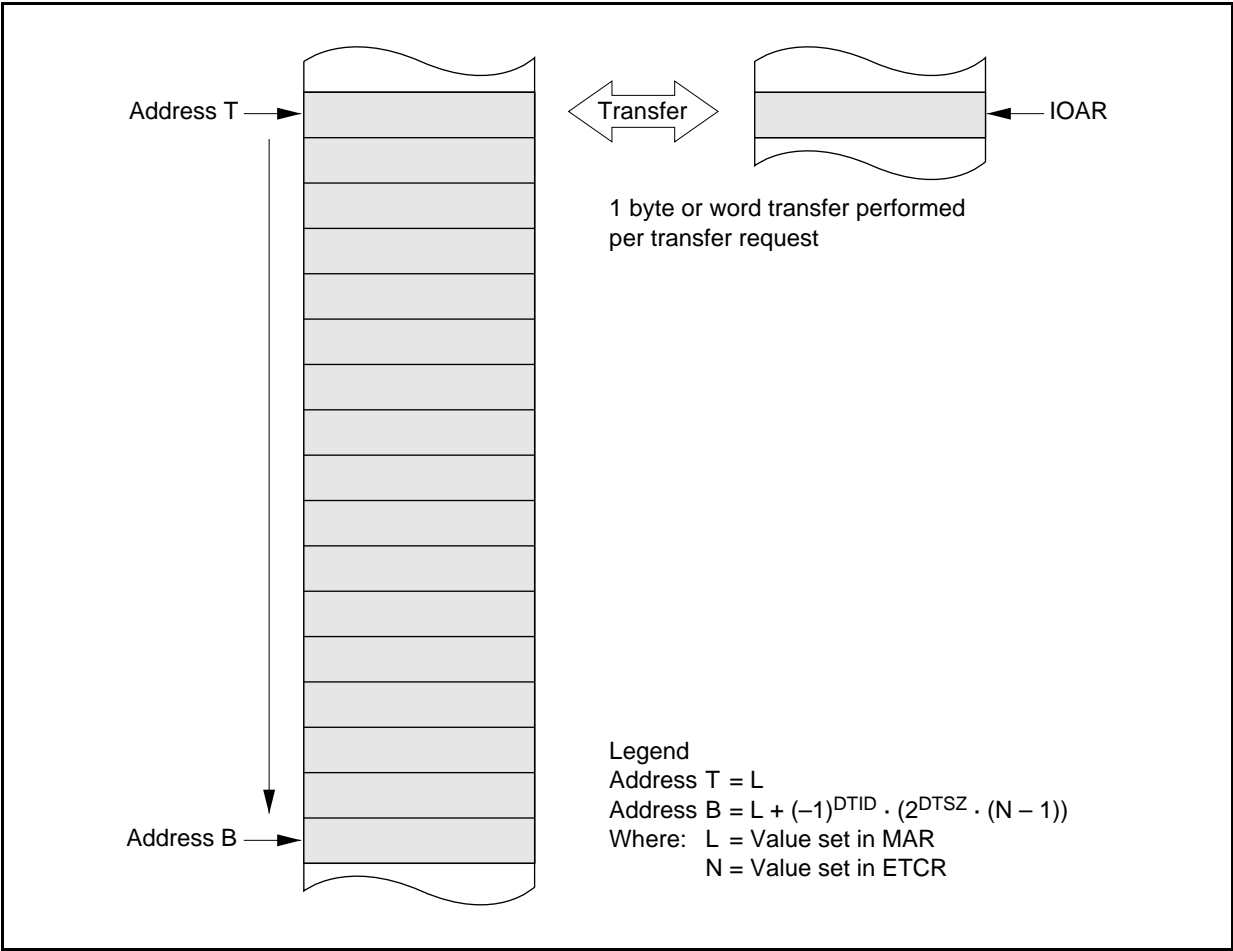 Address T
Transfer
IOAR
1 byte or word transfer performed
per transfer request
Legend
Address T = L
Address B = L + (–1)^DTID · (2^DTSZ · (N – 1))
Where: L = Value set in MAR
N = Value set in ETCR
Address B